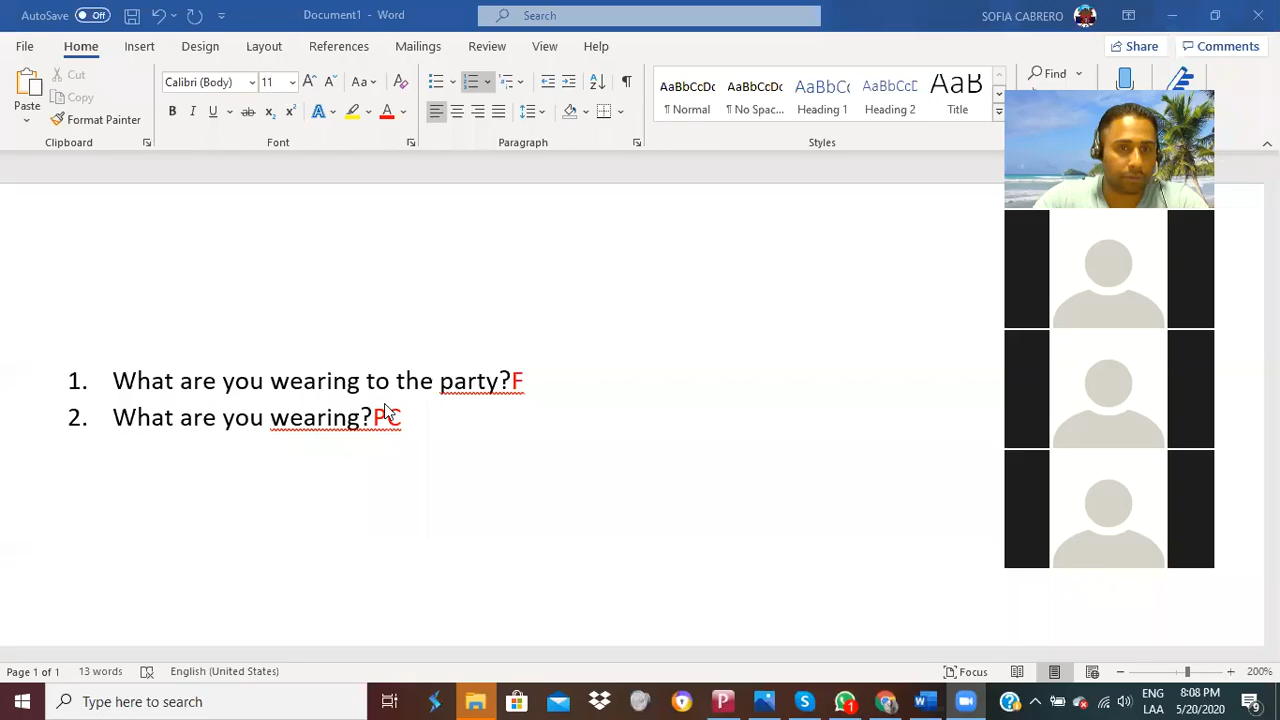 AutoSave Off Document1 - Word Search SOFIA CABRERO
File Home Insert Design Layout References Mailings Review View Help Share Comments
Paste Cut Copy Format Painter
Calibri (Body) 11
AaBbCcDc AaBbCcDc AaBbCc AaBbCcD AaB
¶ Normal ¶ No Spac... Heading 1 Heading 2 Title
Find
Clipboard Font Paragraph Styles
1. What are you wearing to the party?F
2. What are you wearing?PC
Page 1 of 1 13 words English (United States) Focus 200%
Type here to search
ENG 8:08 PM
LAA 5/20/2020